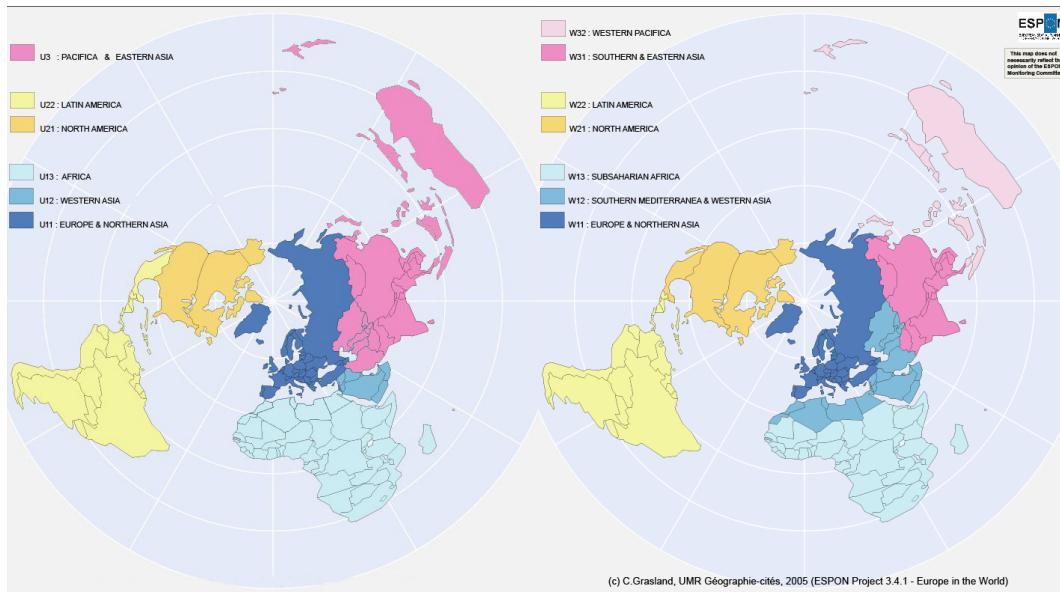 U3 : PACIFICA & EASTERN ASIA
U22 : LATIN AMERICA
U21 : NORTH AMERICA
U13 : AFRICA
U12 : WESTERN ASIA
U11 : EUROPE & NORTHERN ASIA
W32 : WESTERN PACIFICA
W31 : SOUTHERN & EASTERN ASIA
W22 : LATIN AMERICA
W21 : NORTH AMERICA
W13 : SUBSAHARIAN AFRICA
W12 : SOUTHERN MEDITERRANEA & WESTERN ASIA
W11 : EUROPE & NORTHERN ASIA
ESPON
This map does not
necessarily reflect the
opinion of the ESPON
Monitoring Committee
(c) C.Grasland, UMR Géographie-cités, 2005 (ESPON Project 3.4.1 - Europe in the World)